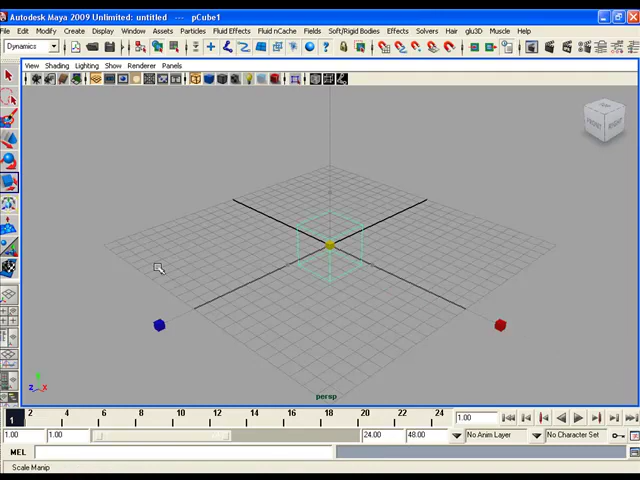 Autodesk Maya 2009 Unlimited: untitled --- pCube1
File Edit Modify Create Display Window Assets Particles Fluid Effects Fluid nCache Fields Soft/Rigid Bodies Effects Solvers Hair glu3D Muscle Help
Dynamics
View Shading Lighting Show Renderer Panels
TOP
FRONT
RIGHT
y
z x
persp
1 2 4 6 8 10 12 14 16 18 20 22 24
1.00
1.00 1.00 24.00 48.00 No Anim Layer No Character Set
MEL
Scale Manip